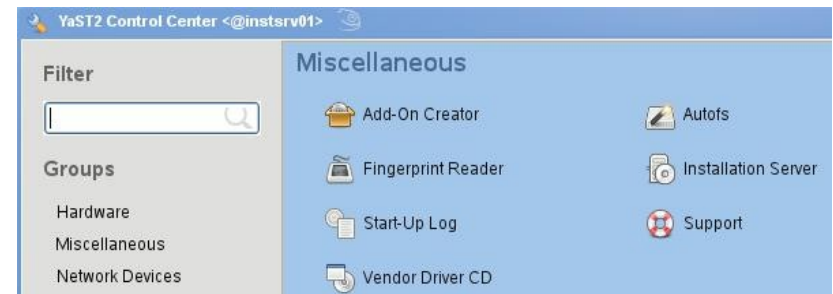 YaST2 Control Center <@instsrv01>
Filter
Groups
Hardware
Miscellaneous
Network Devices
Miscellaneous
Add-On Creator
Autofs
Fingerprint Reader
Installation Server
Start-Up Log
Support
Vendor Driver CD